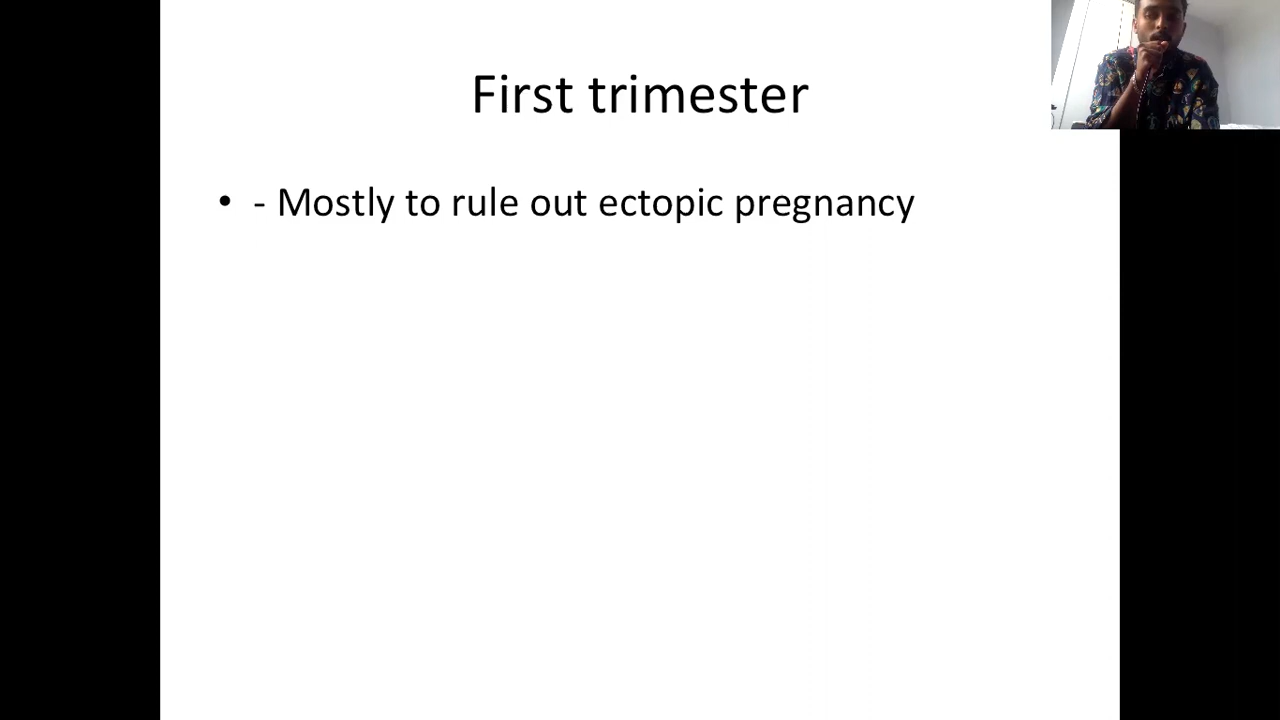 First trimester
• - Mostly to rule out ectopic pregnancy